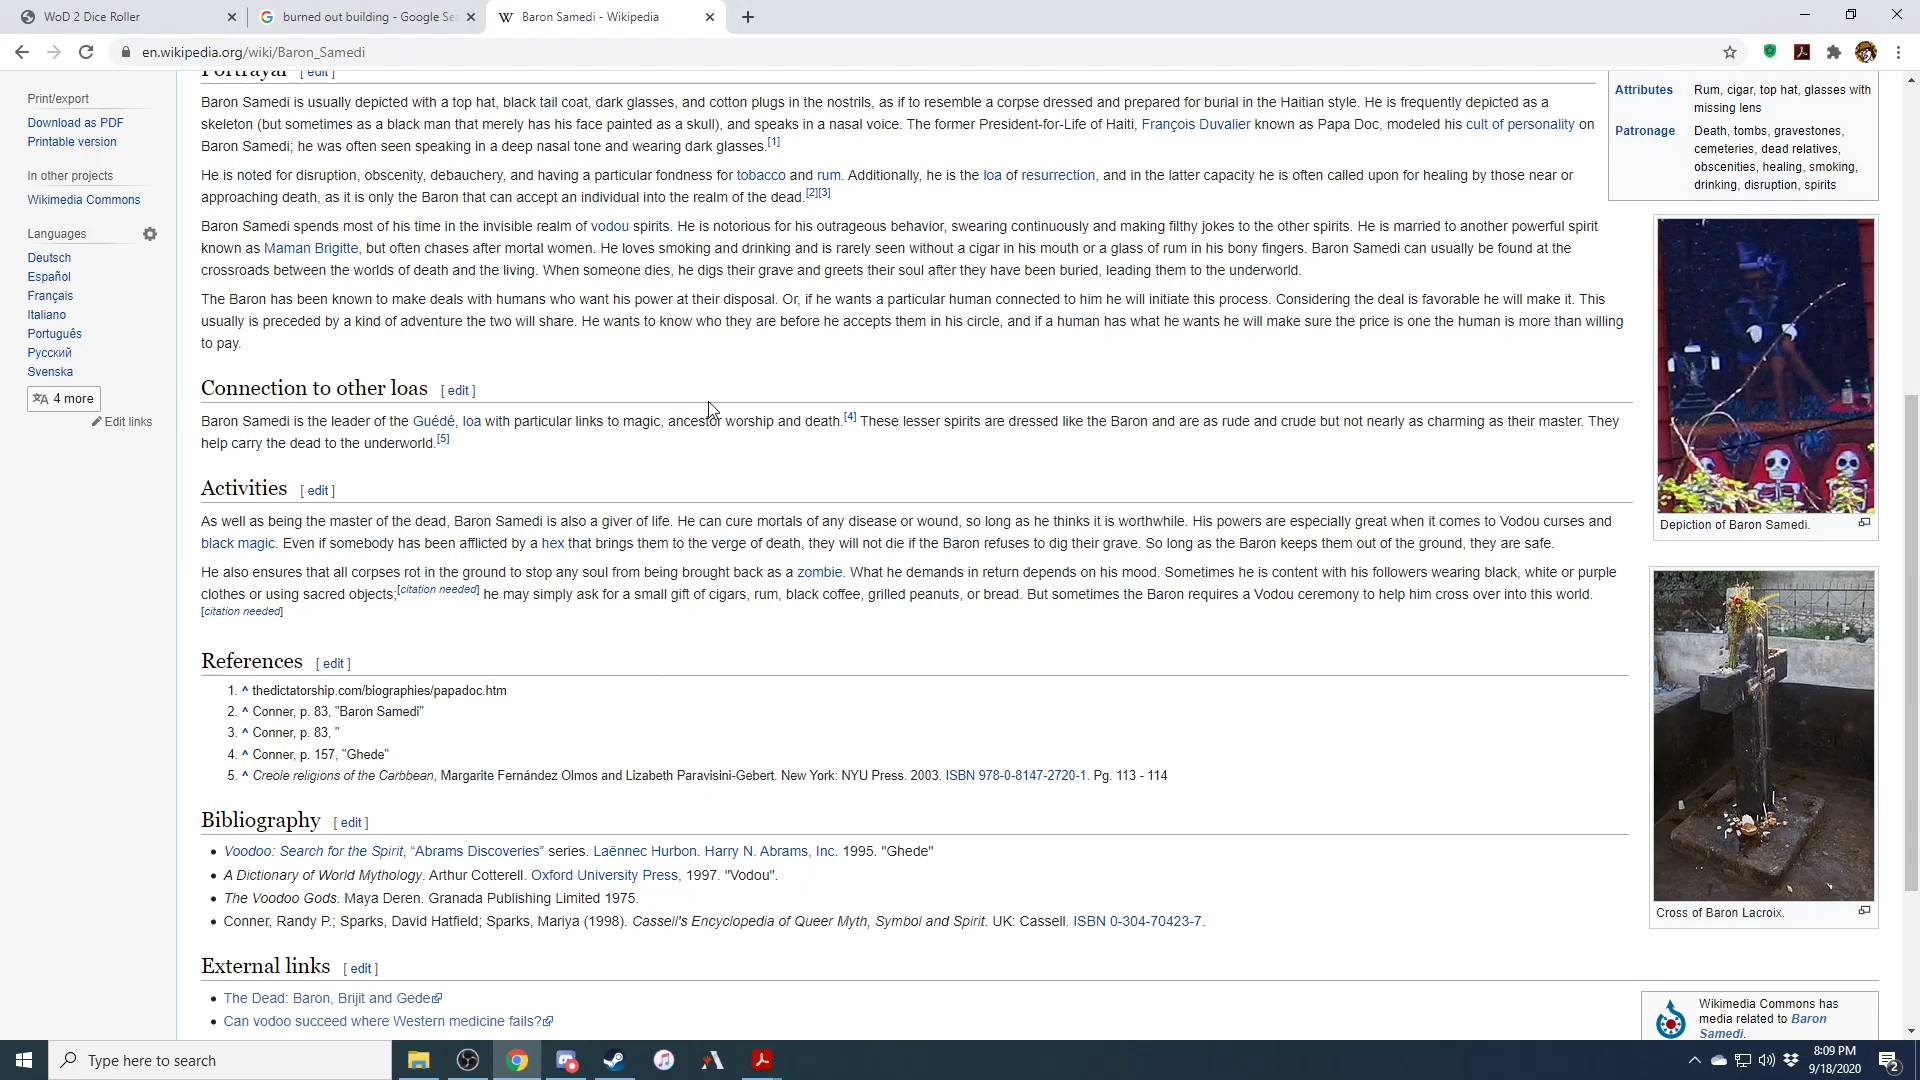 WoD 2 Dice Roller
burned out building - Google Se
Baron Samedi - Wikipedia
en.wikipedia.org/wiki/Baron_Samedi
Print/export
Download as PDF
Printable version
In other projects
Wikimedia Commons
Languages
Deutsch
Español
Français
Italiano
Português
Русский
Svenska
4 more
Edit links
Portrayal [ edit ]
Baron Samedi is usually depicted with a top hat, black tail coat, dark glasses, and cotton plugs in the nostrils, as if to resemble a corpse dressed and prepared for burial in the Haitian style. He is frequently depicted as a
skeleton (but sometimes as a black man that merely has his face painted as a skull), and speaks in a nasal voice. The former President-for-Life of Haiti, François Duvalier known as Papa Doc, modeled his cult of personality on
Baron Samedi; he was often seen speaking in a deep nasal tone and wearing dark glasses.[1]
He is noted for disruption, obscenity, debauchery, and having a particular fondness for tobacco and rum. Additionally, he is the loa of resurrection, and in the latter capacity he is often called upon for healing by those near or
approaching death, as it is only the Baron that can accept an individual into the realm of the dead.[2][3]
Baron Samedi spends most of his time in the invisible realm of vodou spirits. He is notorious for his outrageous behavior, swearing continuously and making filthy jokes to the other spirits. He is married to another powerful spirit
known as Maman Brigitte, but often chases after mortal women. He loves smoking and drinking and is rarely seen without a cigar in his mouth or a glass of rum in his bony fingers. Baron Samedi can usually be found at the
crossroads between the worlds of death and the living. When someone dies, he digs their grave and greets their soul after they have been buried, leading them to the underworld.
The Baron has been known to make deals with humans who want his power at their disposal. Or, if he wants a particular human connected to him he will initiate this process. Considering the deal is favorable he will make it. This
usually is preceded by a kind of adventure the two will share. He wants to know who they are before he accepts them in his circle, and if a human has what he wants he will make sure the price is one the human is more than willing
to pay.
Connection to other loas [ edit ]
Baron Samedi is the leader of the Guédé, loa with particular links to magic, ancestor worship and death.[4] These lesser spirits are dressed like the Baron and are as rude and crude but not nearly as charming as their master. They
help carry the dead to the underworld.[5]
Activities [ edit ]
As well as being the master of the dead, Baron Samedi is also a giver of life. He can cure mortals of any disease or wound, so long as he thinks it is worthwhile. His powers are especially great when it comes to Vodou curses and
black magic. Even if somebody has been afflicted by a hex that brings them to the verge of death, they will not die if the Baron refuses to dig their grave. So long as the Baron keeps them out of the ground, they are safe.
He also ensures that all corpses rot in the ground to stop any soul from being brought back as a zombie. What he demands in return depends on his mood. Sometimes he is content with his followers wearing black, white or purple
clothes or using sacred objects;[citation needed] he may simply ask for a small gift of cigars, rum, black coffee, grilled peanuts, or bread. But sometimes the Baron requires a Vodou ceremony to help him cross over into this world.
[citation needed]
References [ edit ]
1. ^ thedictatorship.com/biographies/papadoc.htm
2. ^ Conner, p. 83, "Baron Samedi"
3. ^ Conner, p. 83, "
4. ^ Conner, p. 157, "Ghede"
5. ^ Creole religions of the Carbbean, Margarite Fernández Olmos and Lizabeth Paravisini-Gebert. New York: NYU Press. 2003. ISBN 978-0-8147-2720-1. Pg. 113 - 114
Bibliography [ edit ]
Voodoo: Search for the Spirit, “Abrams Discoveries” series. Laënnec Hurbon. Harry N. Abrams, Inc. 1995. "Ghede"
A Dictionary of World Mythology. Arthur Cotterell. Oxford University Press, 1997. "Vodou".
The Voodoo Gods. Maya Deren. Granada Publishing Limited 1975.
Conner, Randy P.; Sparks, David Hatfield; Sparks, Mariya (1998). Cassell's Encyclopedia of Queer Myth, Symbol and Spirit. UK: Cassell. ISBN 0-304-70423-7.
External links [ edit ]
The Dead: Baron, Brijit and Gede
Can vodoo succeed where Western medicine fails?
Attributes Rum, cigar, top hat, glasses with
missing lens
Patronage Death, tombs, gravestones,
cemeteries, dead relatives,
obscenities, healing, smoking,
drinking, disruption, spirits
Depiction of Baron Samedi.
Cross of Baron Lacroix.
Wikimedia Commons has
media related to Baron
Samedi.
Type here to search
8:09 PM
9/18/2020
2